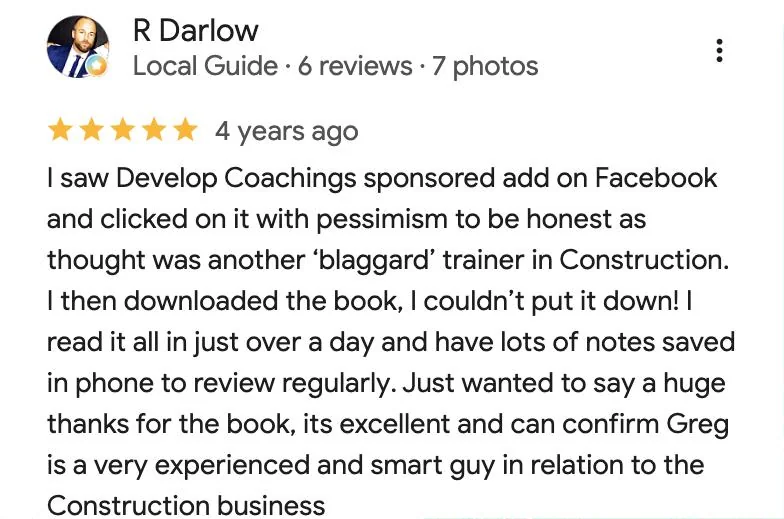 R Darlow
Local Guide · 6 reviews · 7 photos
4 years ago
I saw Develop Coachings sponsored add on Facebook
and clicked on it with pessimism to be honest as
thought was another ‘blaggard’ trainer in Construction.
I then downloaded the book, I couldn’t put it down! I
read it all in just over a day and have lots of notes saved
in phone to review regularly. Just wanted to say a huge
thanks for the book, its excellent and can confirm Greg
is a very experienced and smart guy in relation to the
Construction business